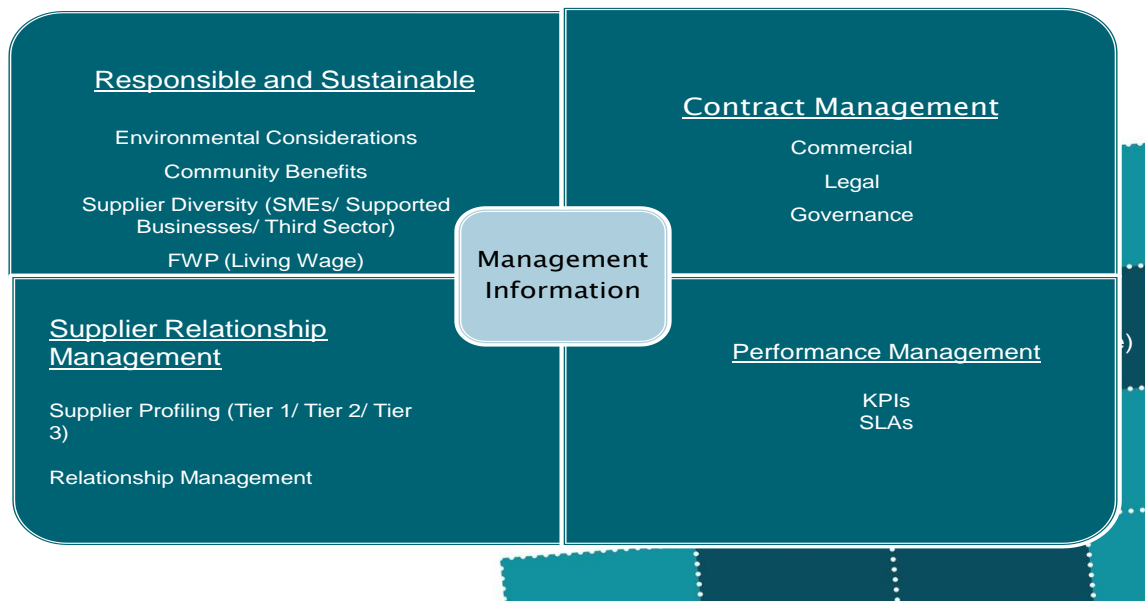 Responsible and Sustainable
Environmental Considerations
Community Benefits
Supplier Diversity (SMEs/ Supported
Businesses/ Third Sector)
FWP (Living Wage)
Contract Management
Commercial
Legal
Governance
Management
Information
Supplier Relationship
Management
Supplier Profiling (Tier 1/ Tier 2/ Tier
3)
Relationship Management
Performance Management
KPIs
SLAs